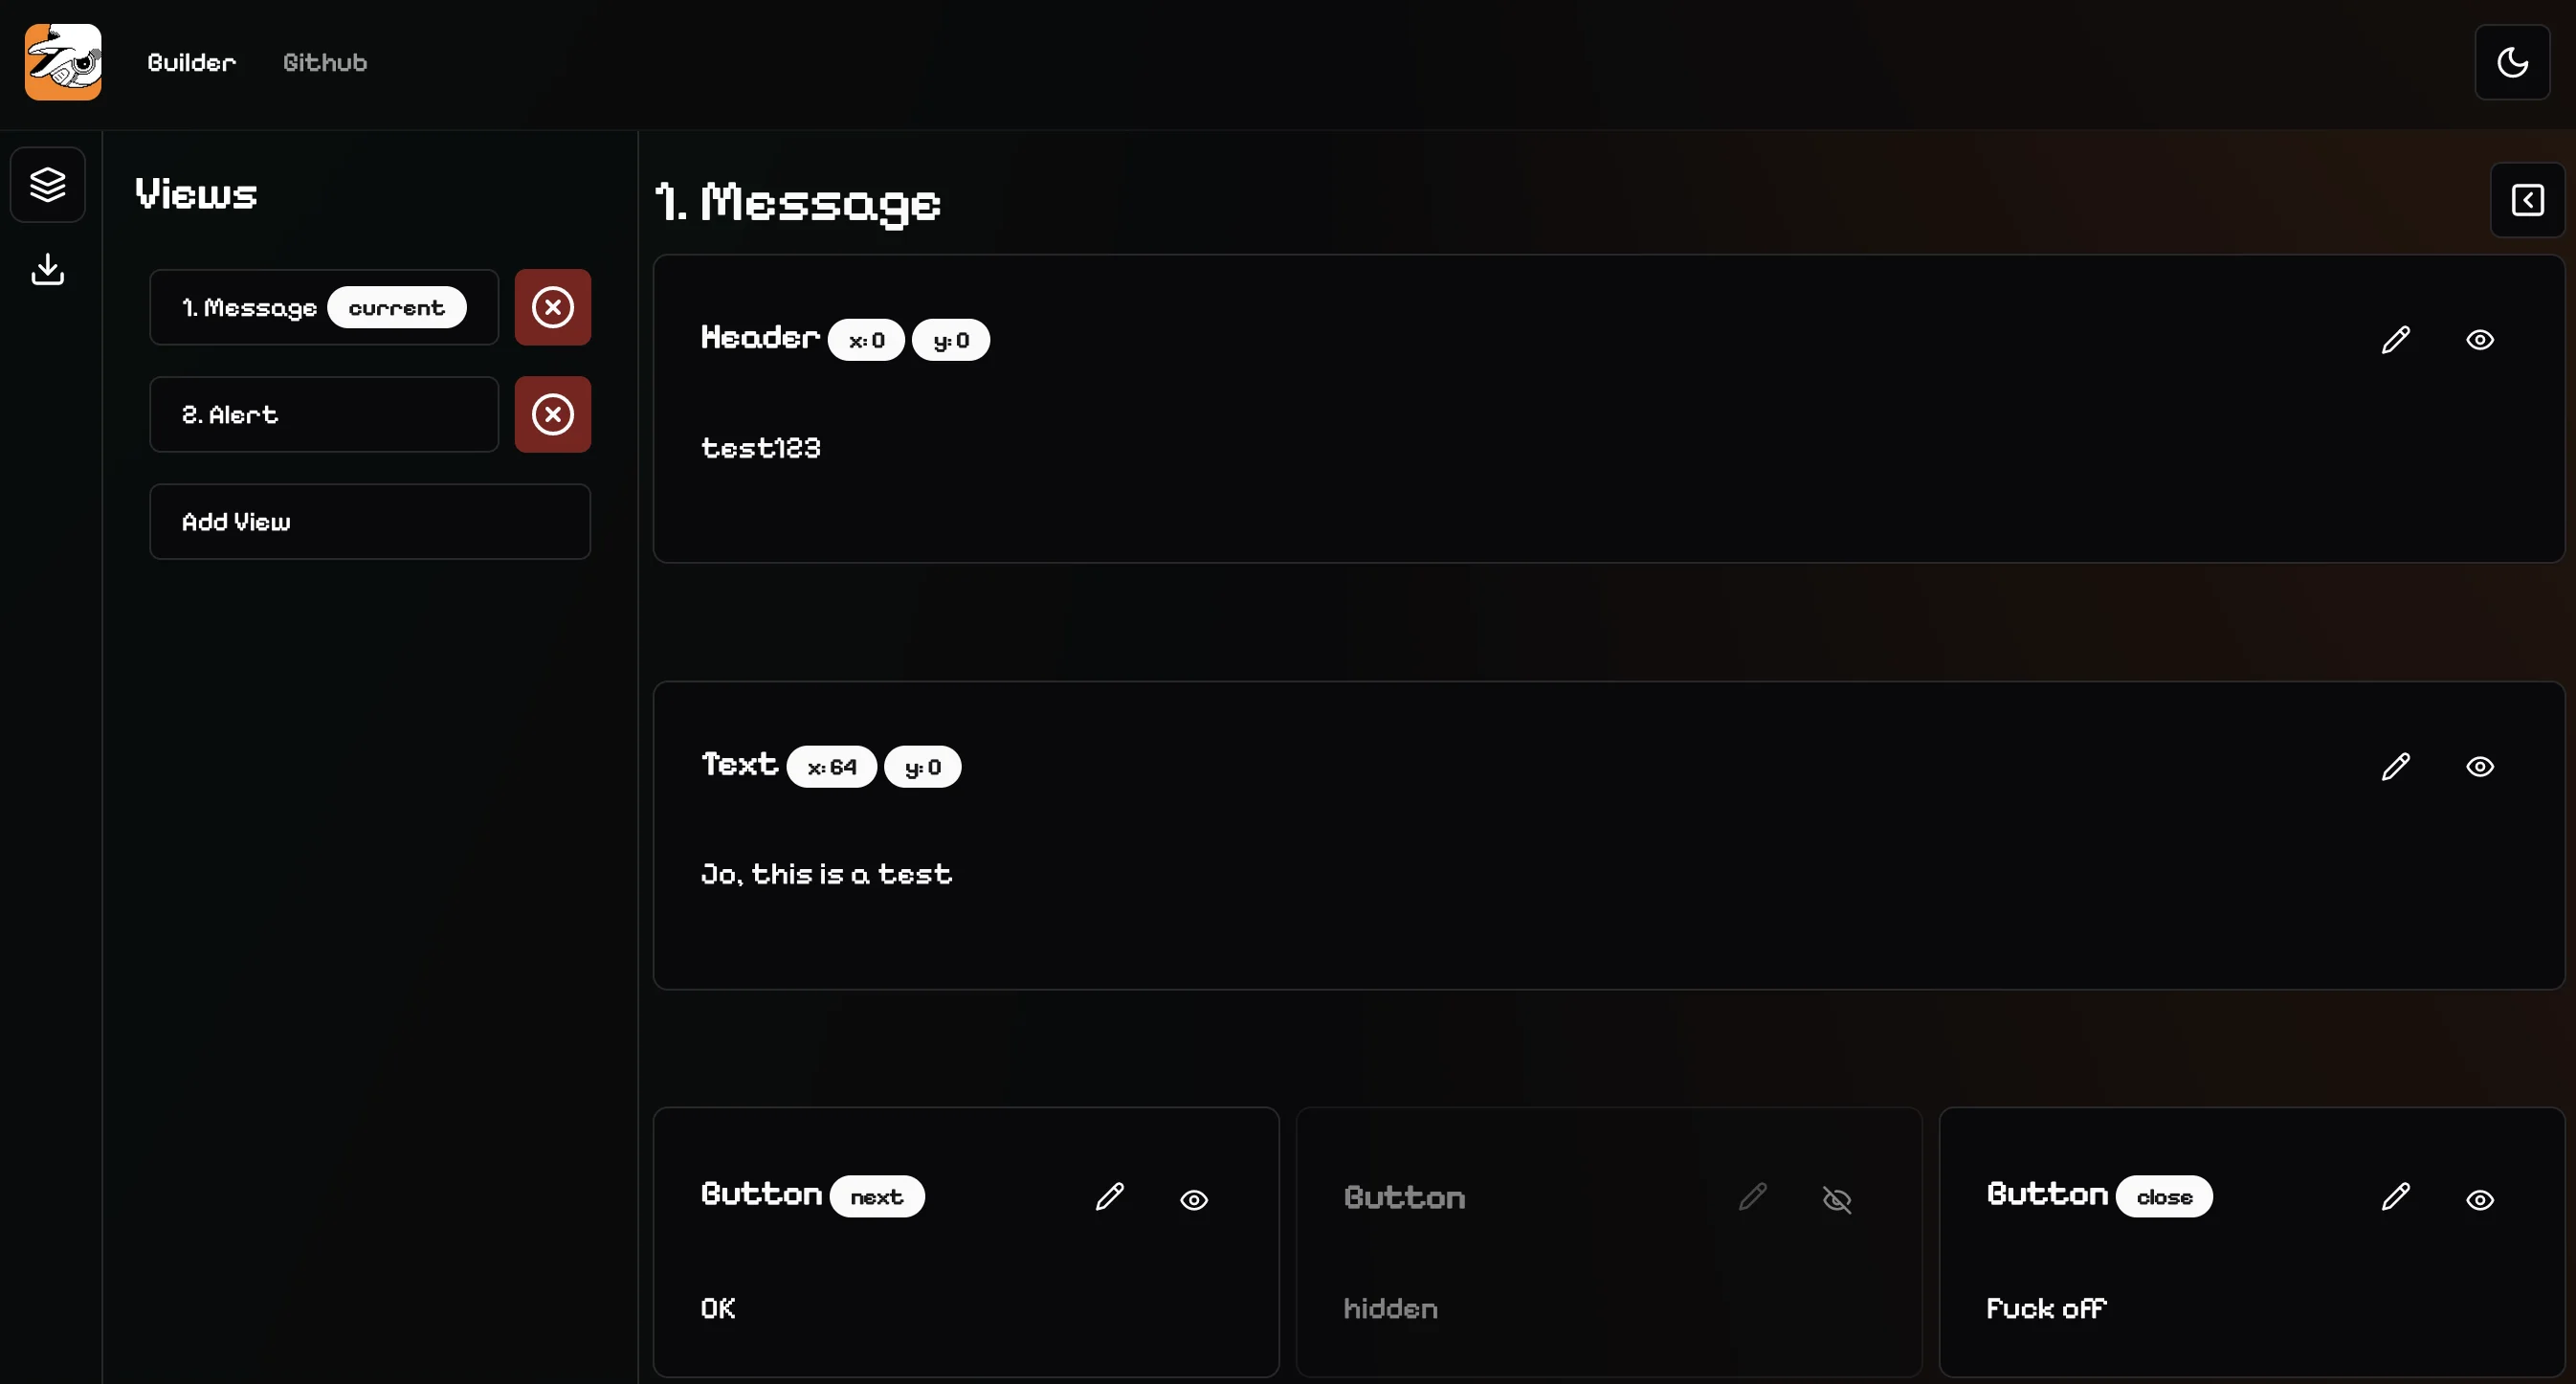 Builder Github
Views
1. Message current
2. Alert
Add View
1. Message
Header x: 0 y: 0
test123
Text x: 64 y: 0
Jo, this is a test
Button next
OK
Button
hidden
Button close
Fuck off